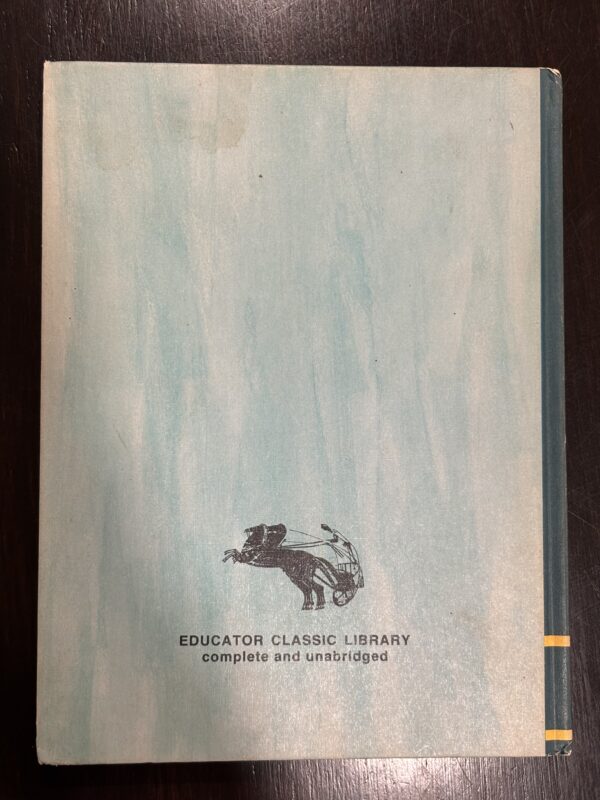 EDUCATOR CLASSIC LIBRARY
complete and unabridged